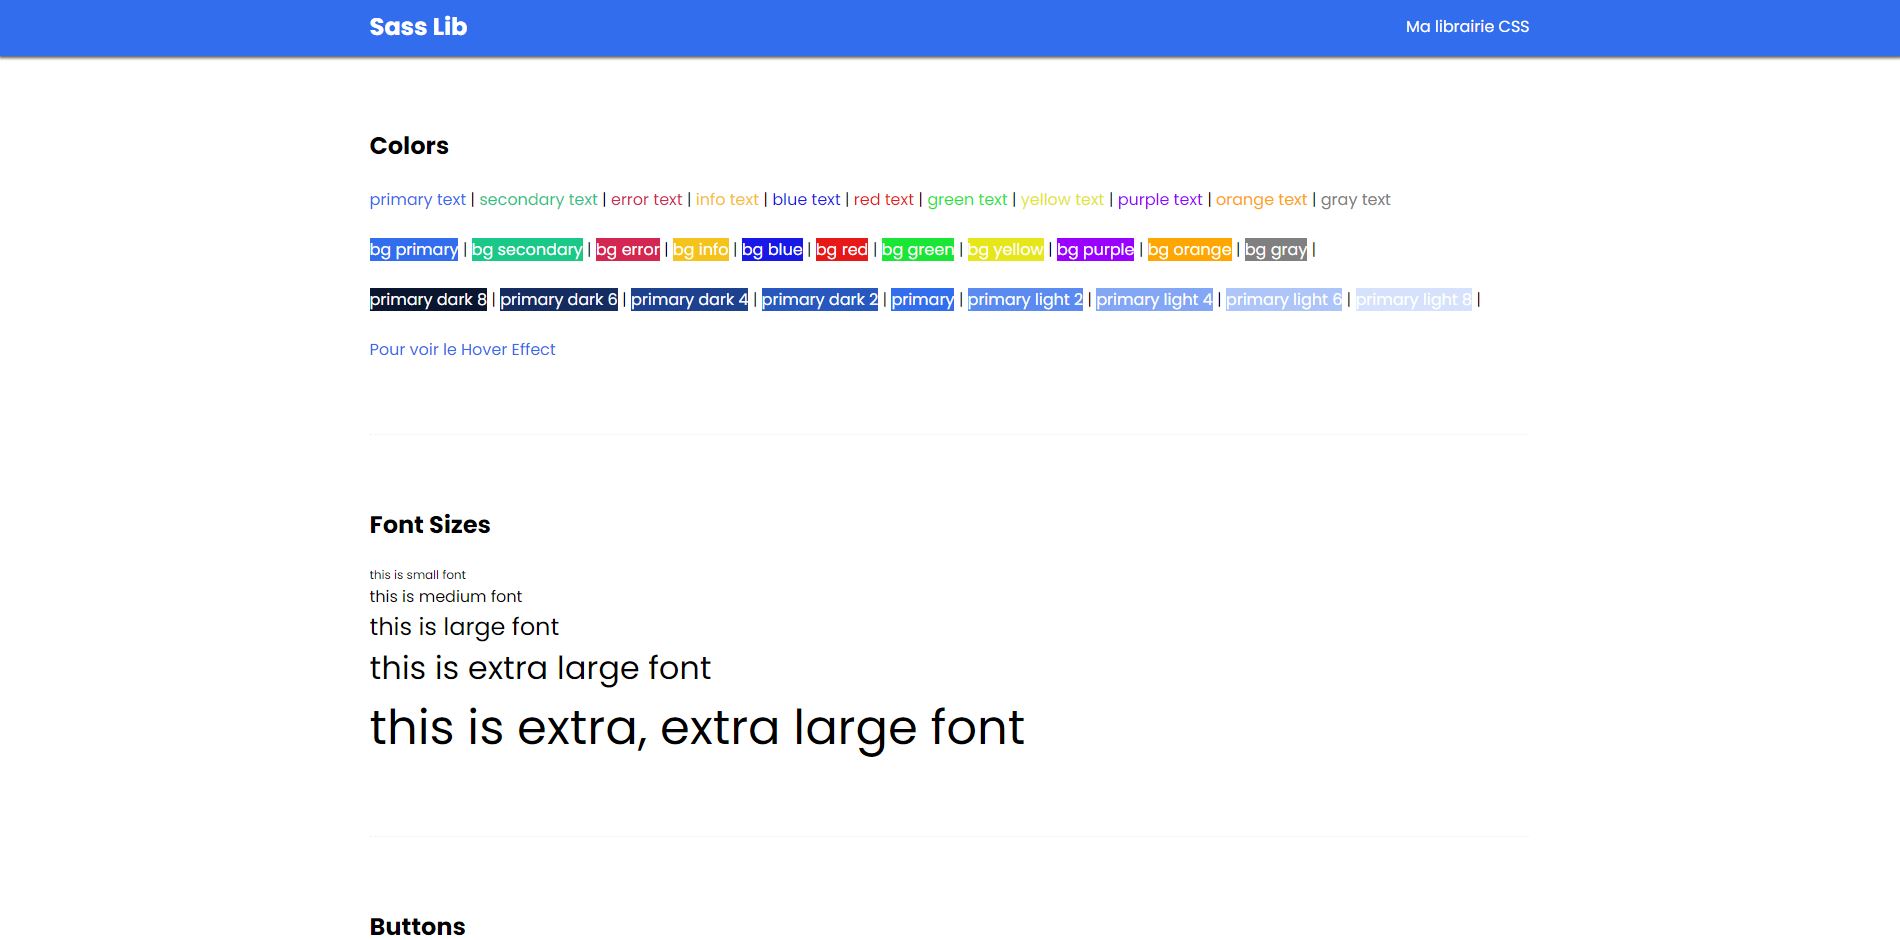 Sass Lib
Ma librairie CSS
Colors
primary text | secondary text | error text | info text | blue text | red text | green text | yellow text | purple text | orange text | gray text
bg primary | bg secondary | bg error | bg info | bg blue | bg red | bg green | bg yellow | bg purple | bg orange | bg gray |
primary dark 8 | primary dark 6 | primary dark 4 | primary dark 2 | primary | primary light 2 | primary light 4 | primary light 6 | primary light 8 |
Pour voir le Hover Effect
Font Sizes
this is small font
this is medium font
this is large font
this is extra large font
this is extra, extra large font
Buttons